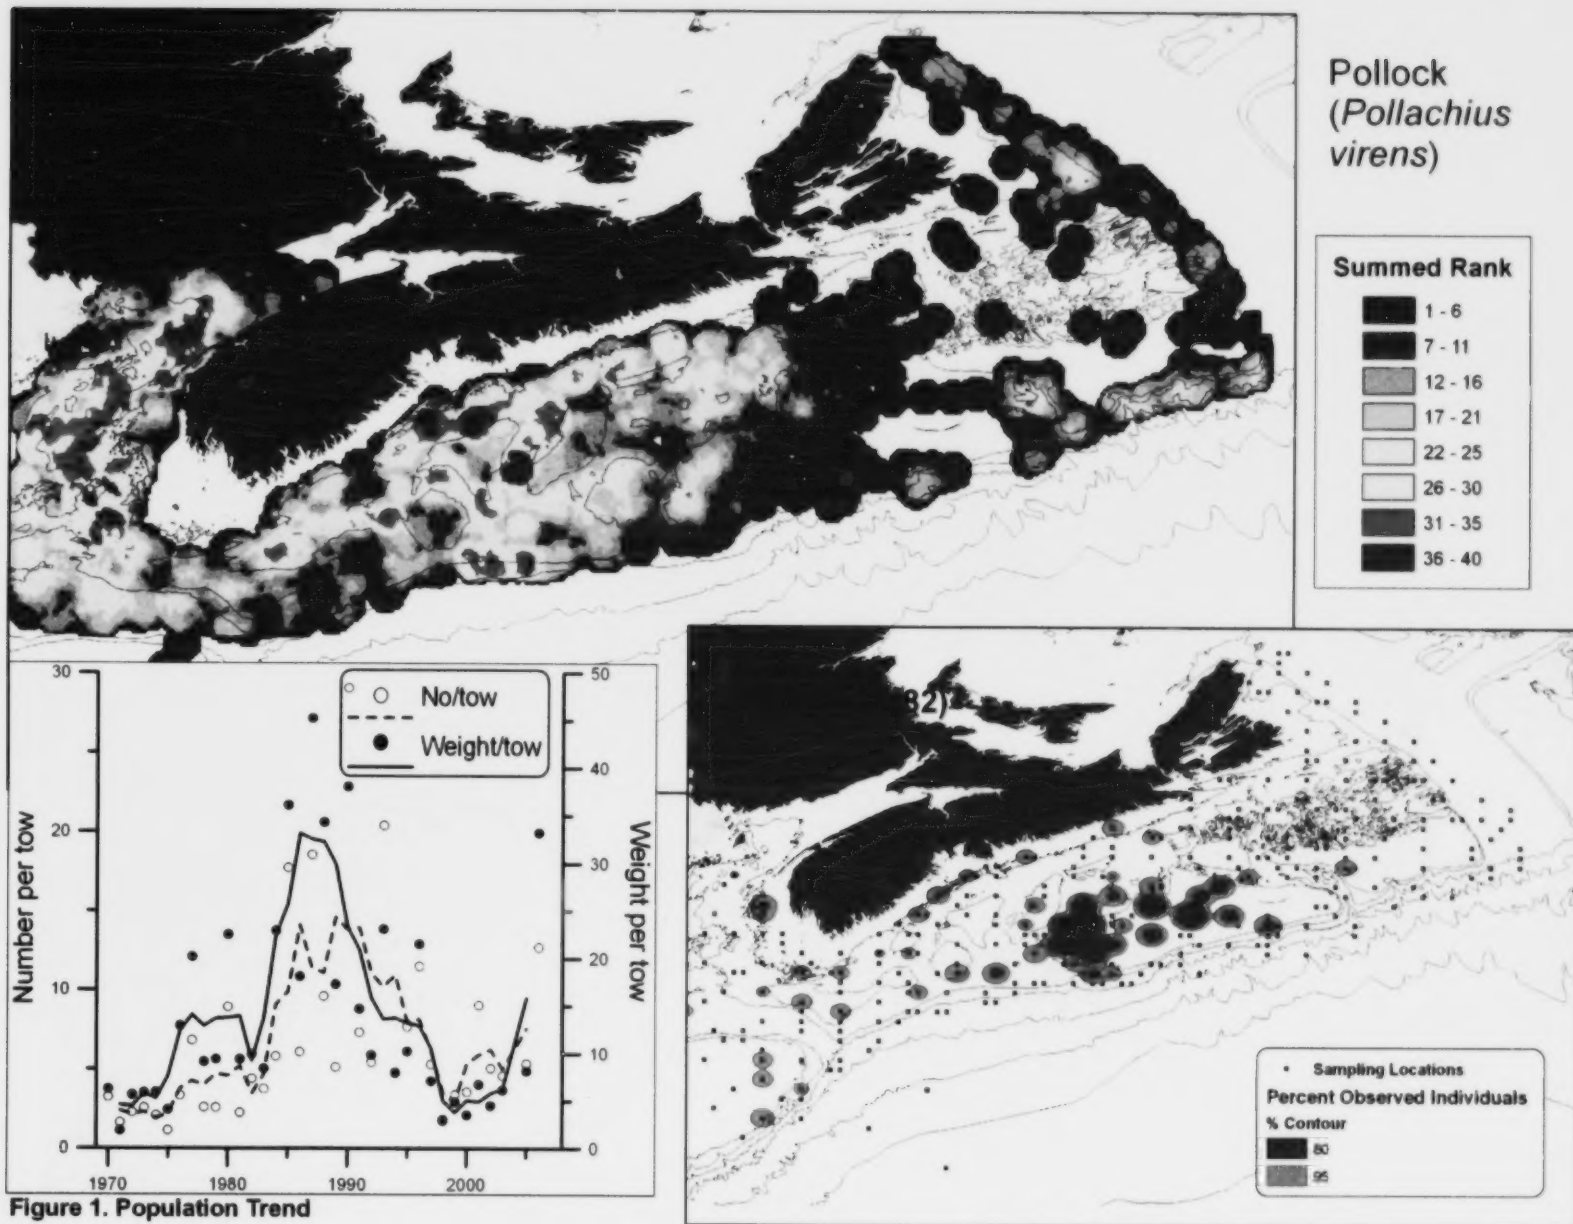 Pollock
(Pollachius
virens)
Summed Rank
1 - 6
7 - 11
12 - 16
17 - 21
22 - 25
26 - 30
31 - 35
36 - 40
No/tow
Weight/tow
Number per tow
30
20
10
0
Weight per tow
50
40
30
20
10
0
1970
1980
1990
2000
Figure 1. Population Trend
82)
Sampling Locations
Percent Observed Individuals
% Contour
80
95